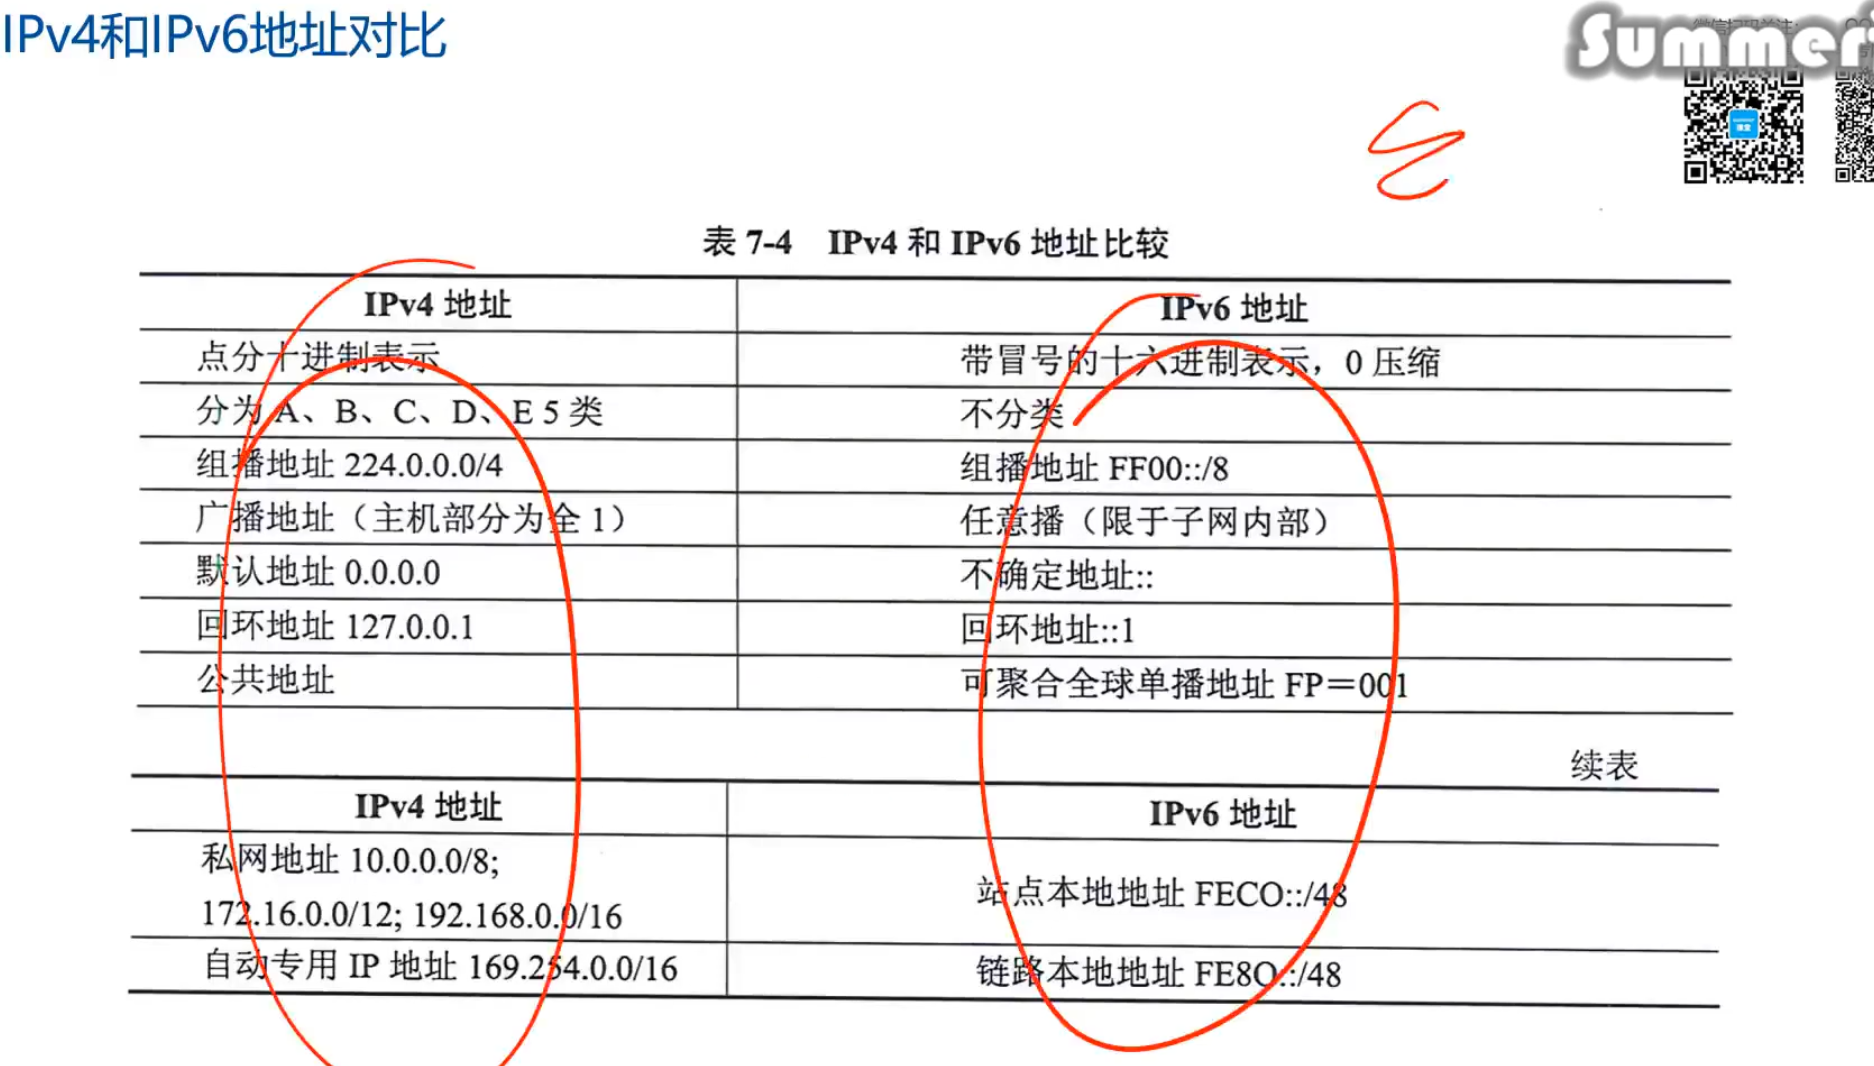 IPv4和IPv6地址对比
微信扫码关注:
Summer
表 7-4 IPv4 和 IPv6 地址比较
IPv4 地址 IPv6 地址
点分十进制表示 带冒号的十六进制表示，0 压缩
分为 A、B、C、D、E 5 类 不分类
组播地址 224.0.0.0/4 组播地址 FF00::/8
广播地址（主机部分为全 1） 任意播（限于子网内部）
默认地址 0.0.0.0 不确定地址::
回环地址 127.0.0.1 回环地址::1
公共地址 可聚合全球单播地址 FP＝001
续表
IPv4 地址 IPv6 地址
私网地址 10.0.0.0/8;
172.16.0.0/12; 192.168.0.0/16 站点本地地址 FECO::/48
自动专用 IP 地址 169.254.0.0/16 链路本地地址 FE8O::/48